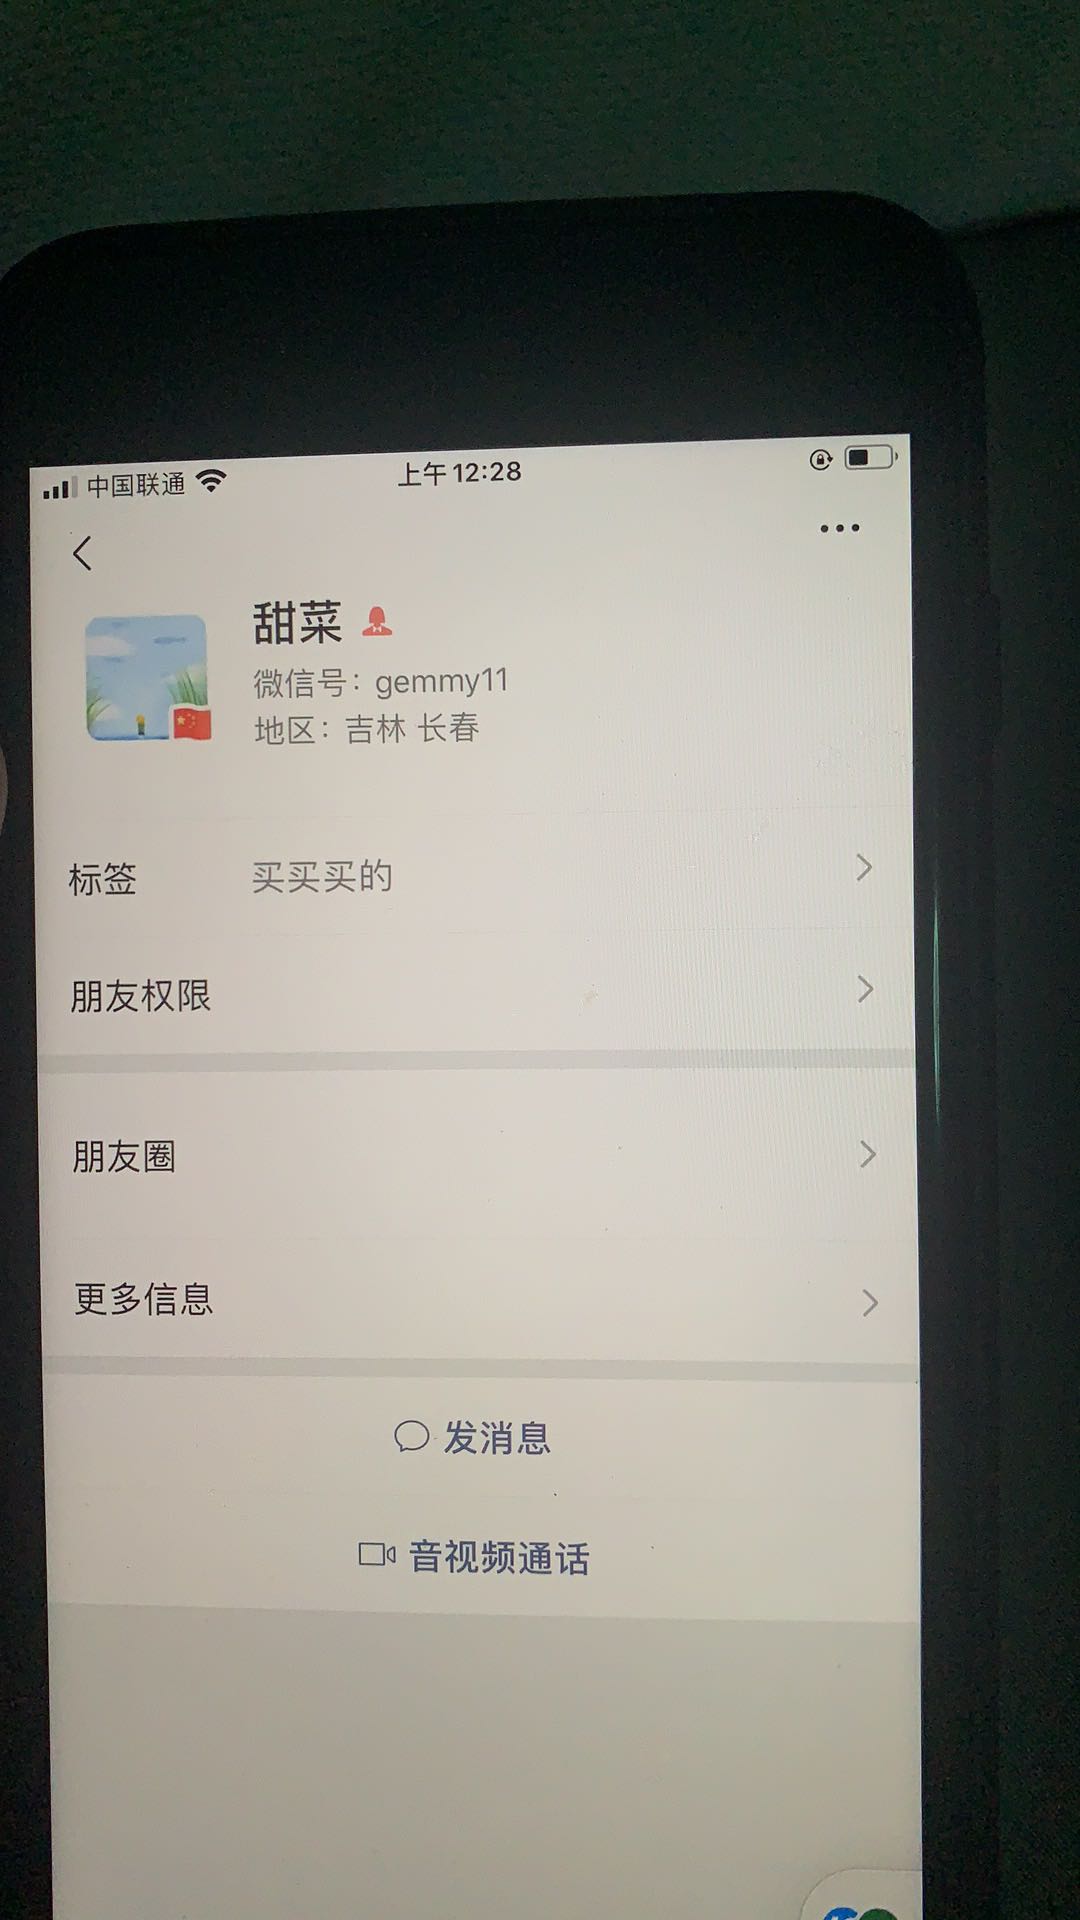 中国联通
上午12:28
甜菜
微信号：gemmy11
地区：吉林 长春
标签 买买买的
朋友权限
朋友圈
更多信息
发消息
音视频通话